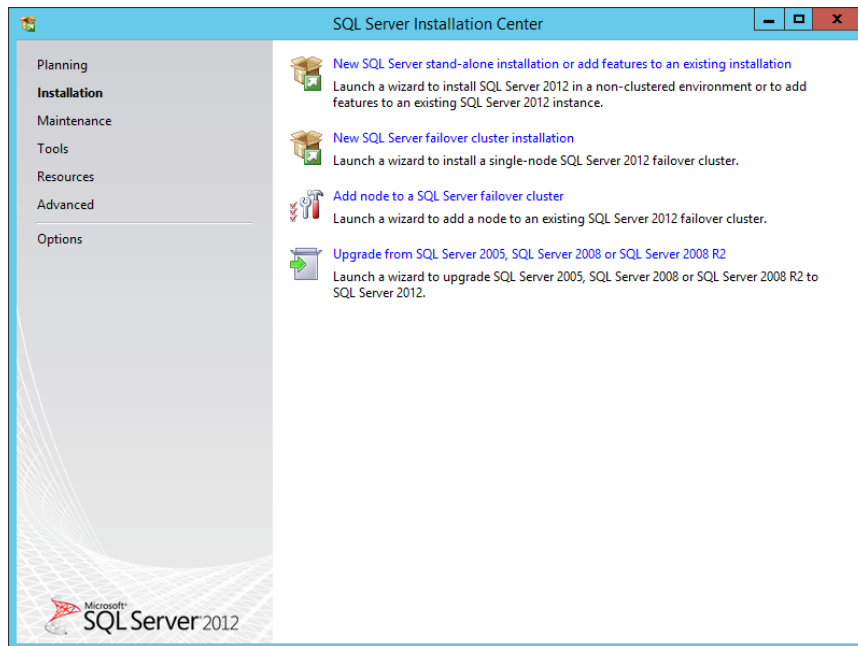 SQL Server Installation Center
Planning
Installation
Maintenance
Tools
Resources
Advanced
Options
New SQL Server stand-alone installation or add features to an existing installation
Launch a wizard to install SQL Server 2012 in a non-clustered environment or to add
features to an existing SQL Server 2012 instance.
New SQL Server failover cluster installation
Launch a wizard to install a single-node SQL Server 2012 failover cluster.
Add node to a SQL Server failover cluster
Launch a wizard to add a node to an existing SQL Server 2012 failover cluster.
Upgrade from SQL Server 2005, SQL Server 2008 or SQL Server 2008 R2
Launch a wizard to upgrade SQL Server 2005, SQL Server 2008 or SQL Server 2008 R2 to
SQL Server 2012.
Microsoft®
SQL Server 2012